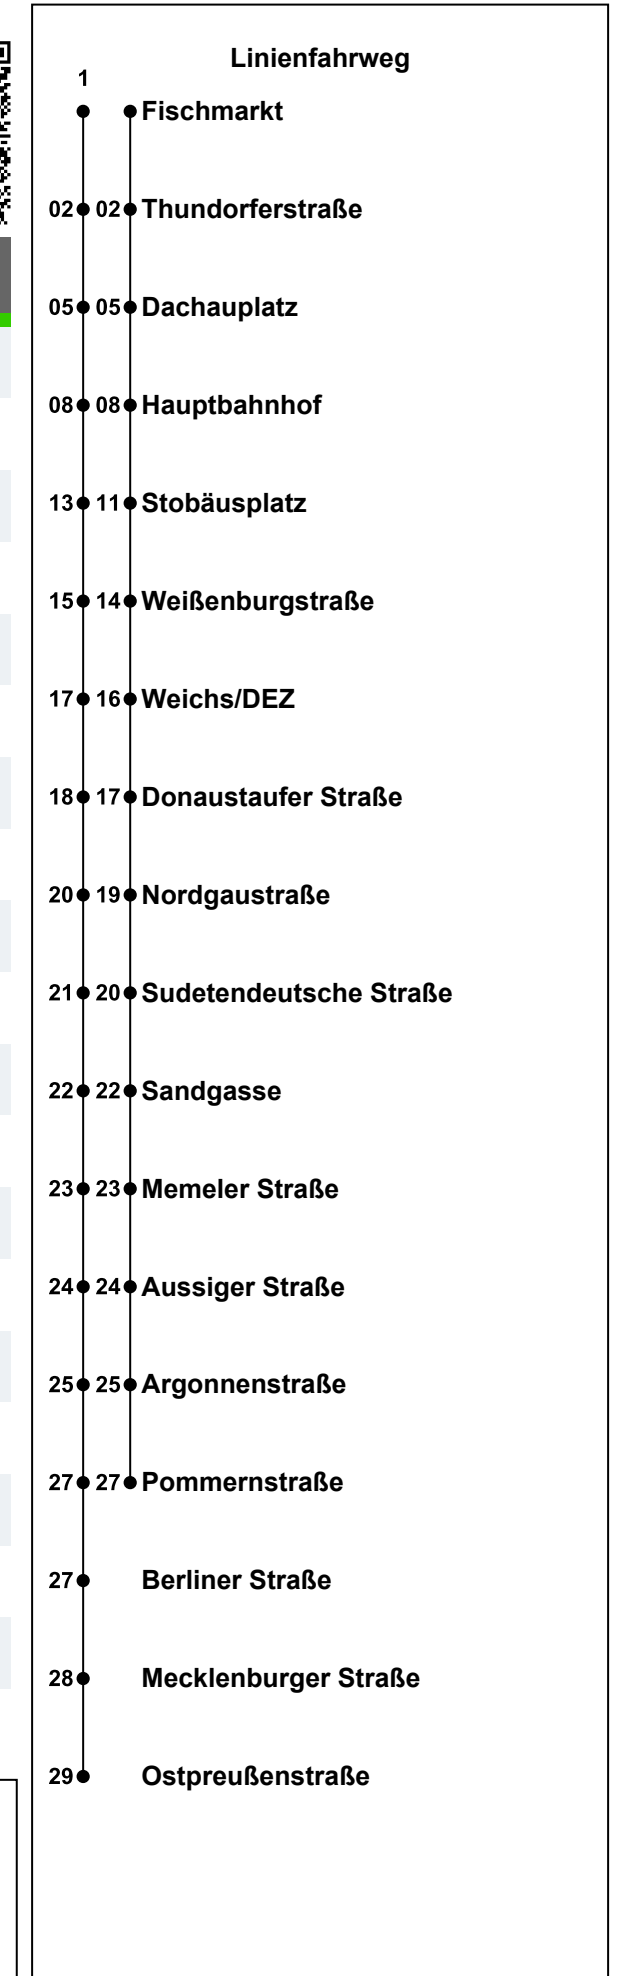 Linienfahrweg
1
Fischmarkt
02 02 Thundorferstraße
05 05 Dachauplatz
08 08 Hauptbahnhof
13 11 Stobäusplatz
15 14 Weißenburgstraße
17 16 Weichs/DEZ
18 17 Donaustaufer Straße
20 19 Nordgaustraße
21 20 Sudetendeutsche Straße
22 22 Sandgasse
23 23 Memeler Straße
24 24 Aussiger Straße
25 25 Argonnenstraße
27 27 Pommernstraße
27 Berliner Straße
28 Mecklenburger Straße
29 Ostpreußenstraße